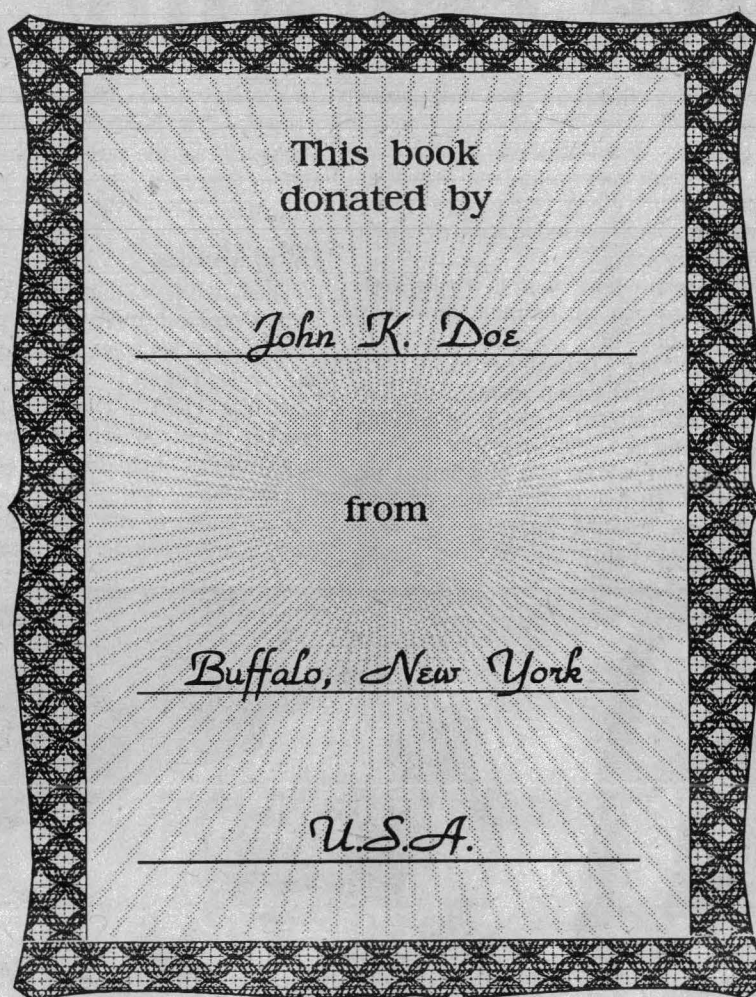 This book
donated by
John K. Doe
from
Buffalo, New York
U.S.A.